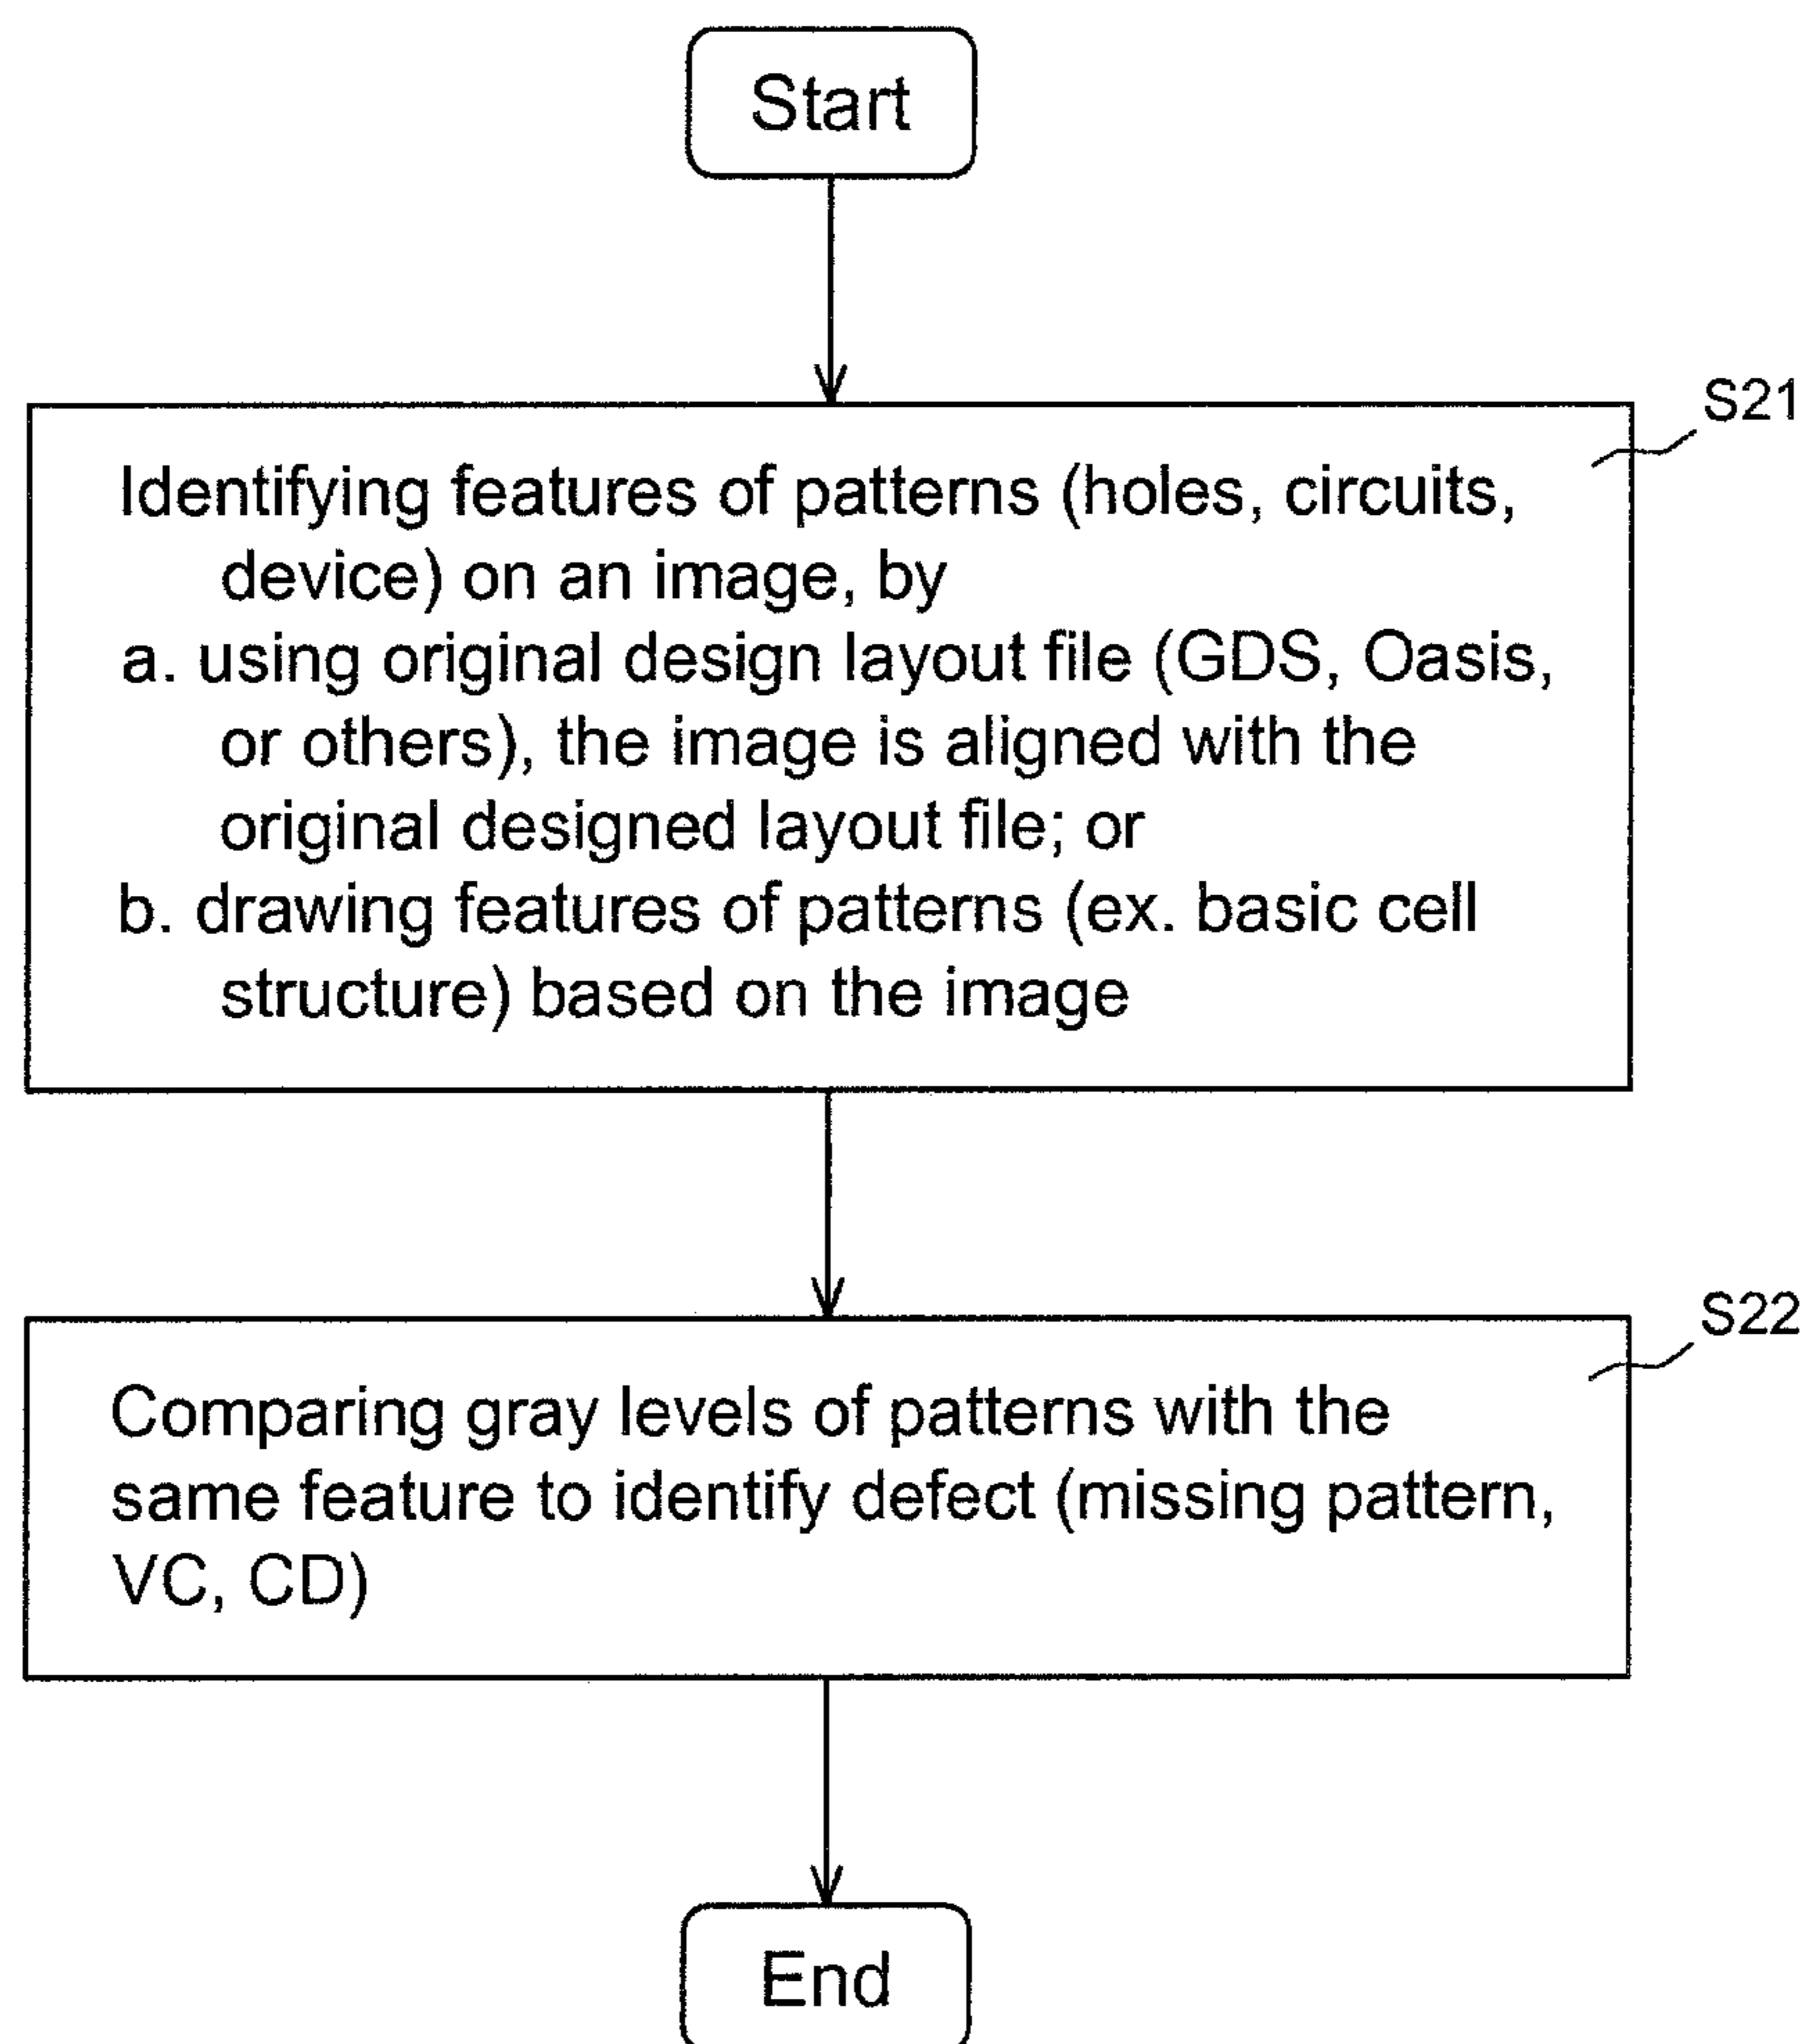 Start
S21
Identifying features of patterns (holes, circuits,
device) on an image, by
a. using original design layout file (GDS, Oasis,
or others), the image is aligned with the
original designed layout file; or
b. drawing features of patterns (ex. basic cell
structure) based on the image
S22
Comparing gray levels of patterns with the
same feature to identify defect (missing pattern,
VC, CD)
End